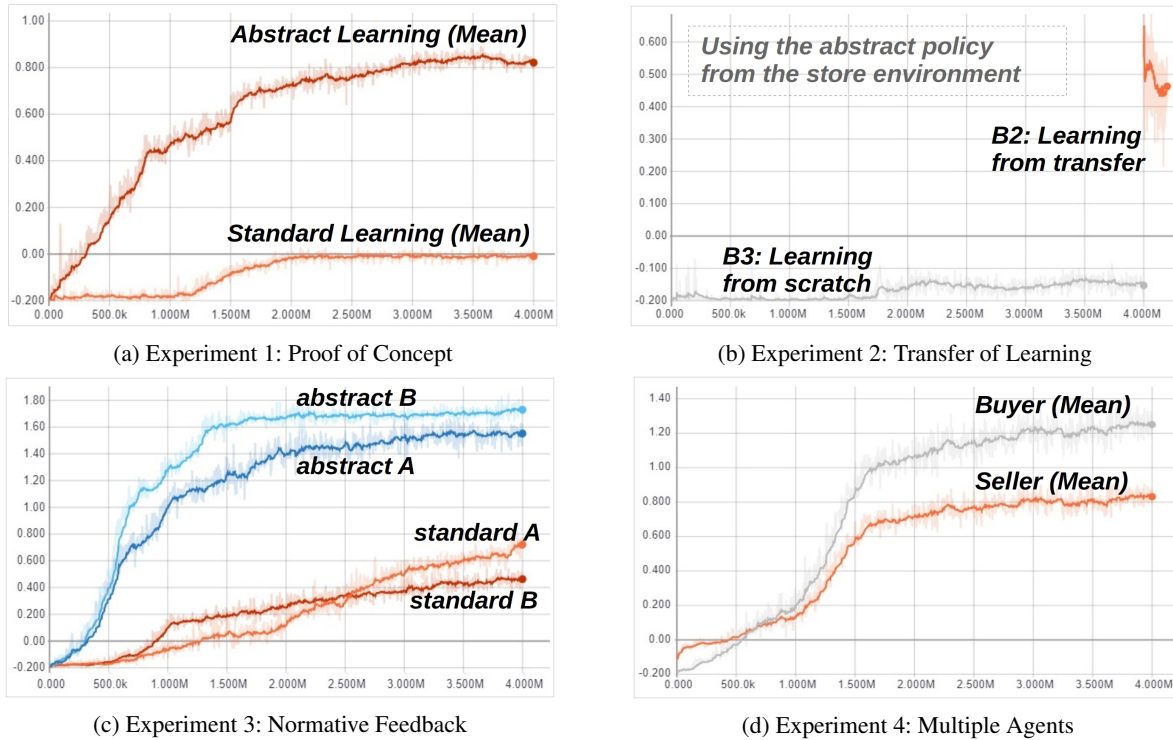 1.00
0.800
0.600
0.400
0.200
0.00
-0.200
0.000 500.0k 1.000M 1.500M 2.000M 2.500M 3.000M 3.500M 4.000M
Abstract Learning (Mean)
Standard Learning (Mean)
(a) Experiment 1: Proof of Concept
0.600
0.500
0.400
0.300
0.200
0.100
0.00
-0.100
-0.200
0.000 0.500M 1.000M 1.500M 2.000M 2.500M 3.000M 3.500M 4.000M
Using the abstract policy
from the store environment
B2: Learning
from transfer
B3: Learning
from scratch
(b) Experiment 2: Transfer of Learning
1.80
1.60
1.40
1.20
1.00
0.800
0.600
0.400
0.200
0.00
-0.200
0.000 500.0k 1.000M 1.500M 2.000M 2.500M 3.000M 3.500M 4.000M
abstract B
abstract A
standard A
standard B
(c) Experiment 3: Normative Feedback
1.40
1.20
1.00
0.800
0.600
0.400
0.200
0.00
-0.200
0.000 500.0k 1.000M 1.500M 2.000M 2.500M 3.000M 3.500M 4.000M
Buyer (Mean)
Seller (Mean)
(d) Experiment 4: Multiple Agents